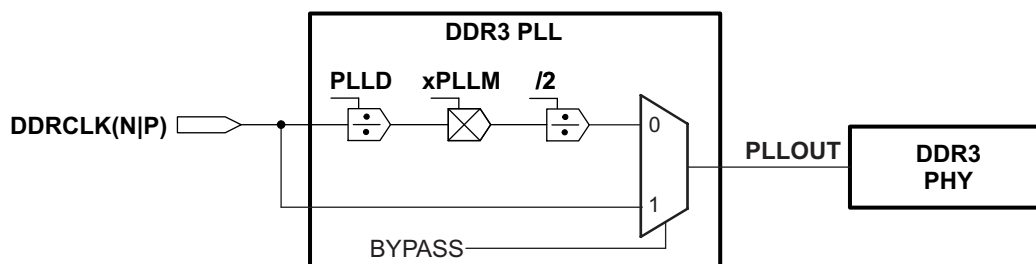 DDR3 PLL
PLLD
xPLLM
/2
DDRCLK(N|P)
0
PLLOUT
DDR3
PHY
1
BYPASS